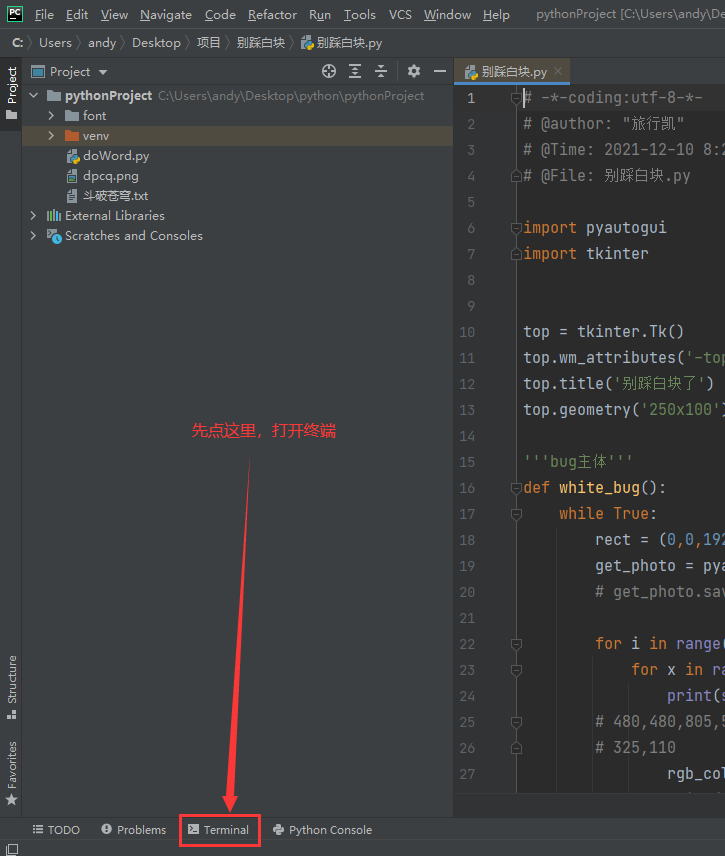 PC File Edit View Navigate Code Refactor Run Tools VCS Window Help pythonProject [C:\Users\andy\D
C: Users andy Desktop 项目 别踩白块 别踩白块.py
Project
Project
别踩白块.py
pythonProject C:\Users\andy\Desktop\python\pythonProject
font
venv
doWord.py
dpcq.png
斗破苍穹.txt
External Libraries
Scratches and Consoles
1 # -*-coding:utf-8-*-
2 # @author: "旅行凯"
3 # @Time: 2021-12-10 8:2
4 # @File: 别踩白块.py
5
6 import pyautogui
7 import tkinter
8
9
10 top = tkinter.Tk()
11 top.wm_attributes('-top
12 top.title('别踩白块了')
13 top.geometry('250x100')
14
15 '''bug主体'''
16 def white_bug():
17 while True:
18 rect = (0,0,192
19 get_photo = pya
20 # get_photo.sav
21
22 for i in range(
23 for x in ra
24 print(s
25 # 480,480,805,5
26 # 325,110
27 rgb_col
先点这里，打开终端
Structure
Favorites
TODO Problems Terminal Python Console